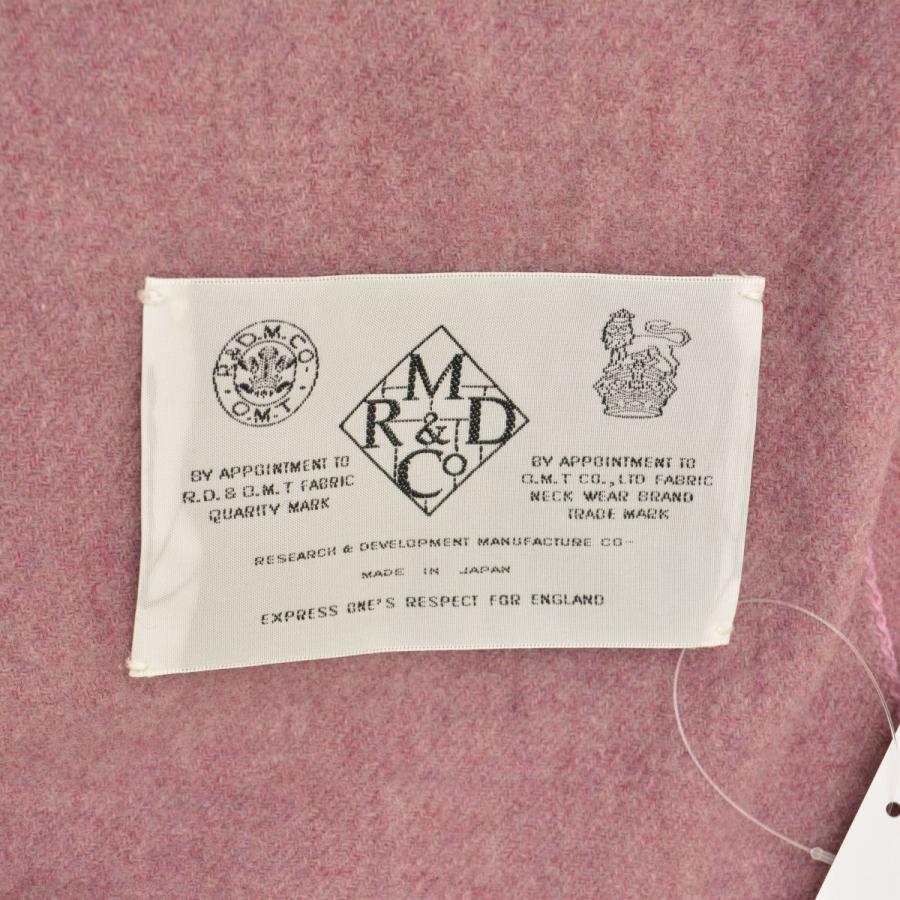 R.&D.M.CO.
O.M.T
M
R & D
Co
BY APPOINTMENT TO
R.D. & O.M.T FABRIC
QUARITY MARK
BY APPOINTMENT TO
O.M.T CO., LTD FABRIC
NECK WEAR BRAND
TRADE MARK
RESEARCH & DEVELOPMENT MANUFACTURE CO-
MADE IN JAPAN
EXPRESS ONE'S RESPECT FOR ENGLAND